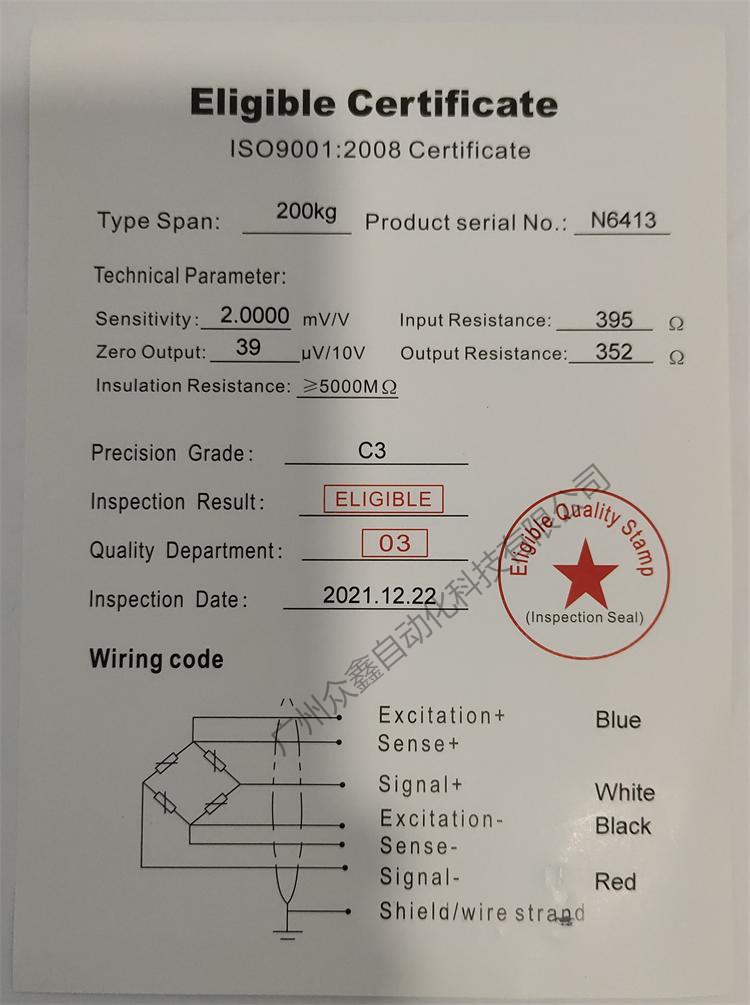 Eligible Certificate
ISO9001:2008 Certificate
Type Span: 200kg Product serial No.: N6413
Technical Parameter:
Sensitivity: 2.0000 mV/V Input Resistance: 395 Ω
Zero Output: 39 μV/10V Output Resistance: 352 Ω
Insulation Resistance: ≥5000MΩ
Precision Grade: C3
Inspection Result: ELIGIBLE
Quality Department: 03
Inspection Date: 2021.12.22
Eligible Quality Stamp
(Inspection Seal)
广州众鑫自动化科技有限公司
Wiring code
Excitation+ Blue
Sense+
Signal+ White
Excitation- Black
Sense-
Signal- Red
Shield/wire strand